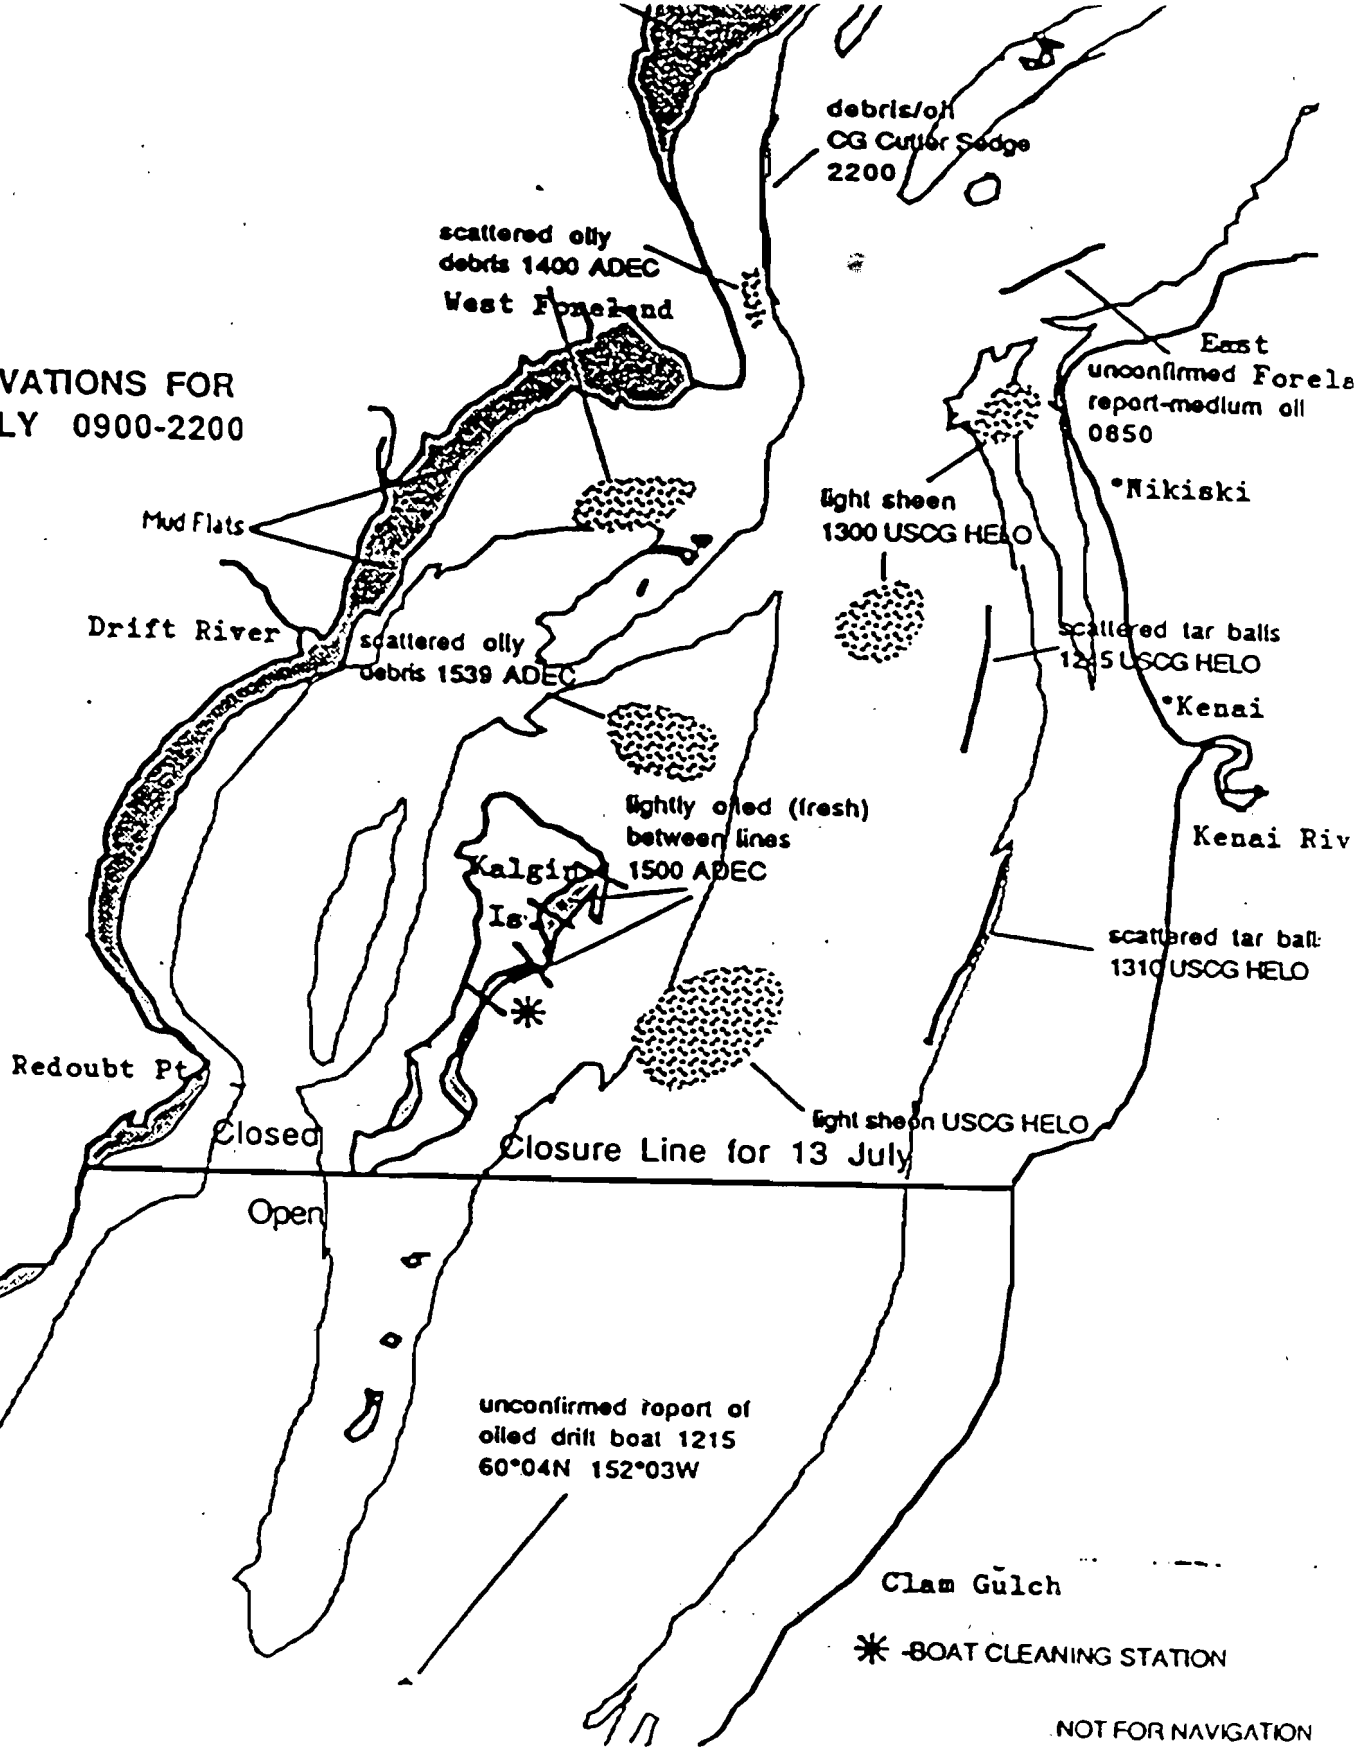 debris/oil
CG Cutter Sedge
2200
scattered oily
debris 1400 ADEC
West Foreland
VATIONS FOR
LY 0900-2200
East
unconfirmed Forela
report-medium oil
0850
*Nikiski
light sheen
1300 USCG HELO
Mud Flats
Drift River
scattered oily
debris 1539 ADEC
scattered tar balls
1245 USCG HELO
*Kenai
lightly oiled (fresh)
between lines
1500 ADEC
Kenai Riv
Kalgin
Is
scattered tar ball
1310 USCG HELO
Redoubt Pt
light sheen USCG HELO
Closed
Closure Line for 13 July
Open
unconfirmed report of
oiled drift boat 1215
60°04N 152°03W
Clam Gulch
-BOAT CLEANING STATION
NOT FOR NAVIGATION